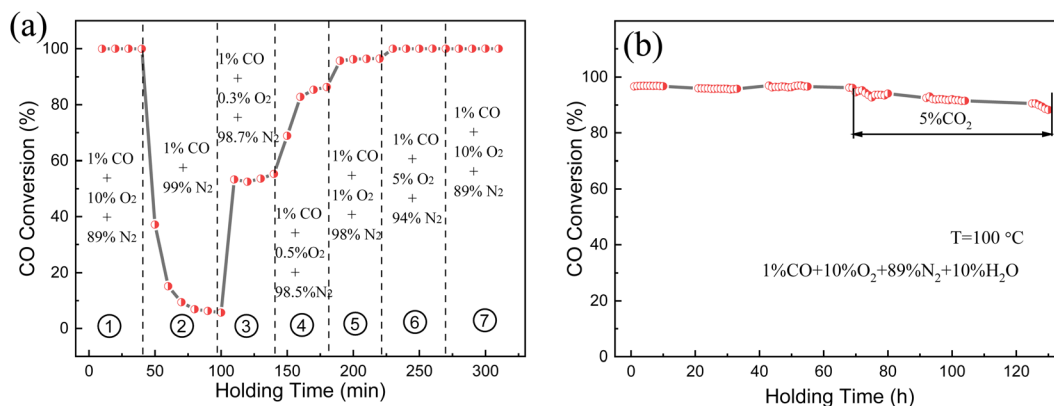 (a)
CO Conversion (%)
100
80
60
40
20
0
1% CO
+
10% O₂
+
89% N₂
1% CO
+
99% N₂
1% CO
+
0.3% O₂
+
98.7% N₂
1% CO
+
0.5%O₂
+
98.5%N₂
1% CO
+
1% O₂
+
98% N₂
1% CO
+
5% O₂
+
94% N₂
1% CO
+
10% O₂
+
89% N₂
① ② ③ ④ ⑤ ⑥ ⑦
0 50 100 150 200 250 300
Holding Time (min)
(b)
CO Conversion (%)
120
100
80
60
40
20
0
5%CO₂
T=100 °C
1%CO+10%O₂+89%N₂+10%H₂O
0 20 40 60 80 100 120
Holding Time (h)